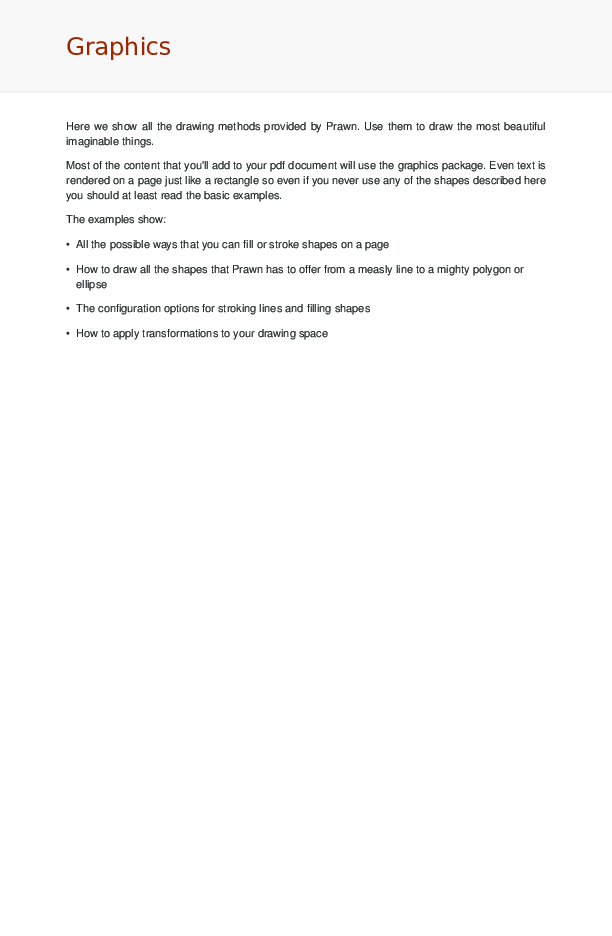 Graphics
Here we show all the drawing methods provided by Prawn. Use them to draw the most beautiful
imaginable things.
Most of the content that you'll add to your pdf document will use the graphics package. Even text is
rendered on a page just like a rectangle so even if you never use any of the shapes described here
you should at least read the basic examples.
The examples show:
• All the possible ways that you can fill or stroke shapes on a page
• How to draw all the shapes that Prawn has to offer from a measly line to a mighty polygon or
ellipse
• The configuration options for stroking lines and filling shapes
• How to apply transformations to your drawing space